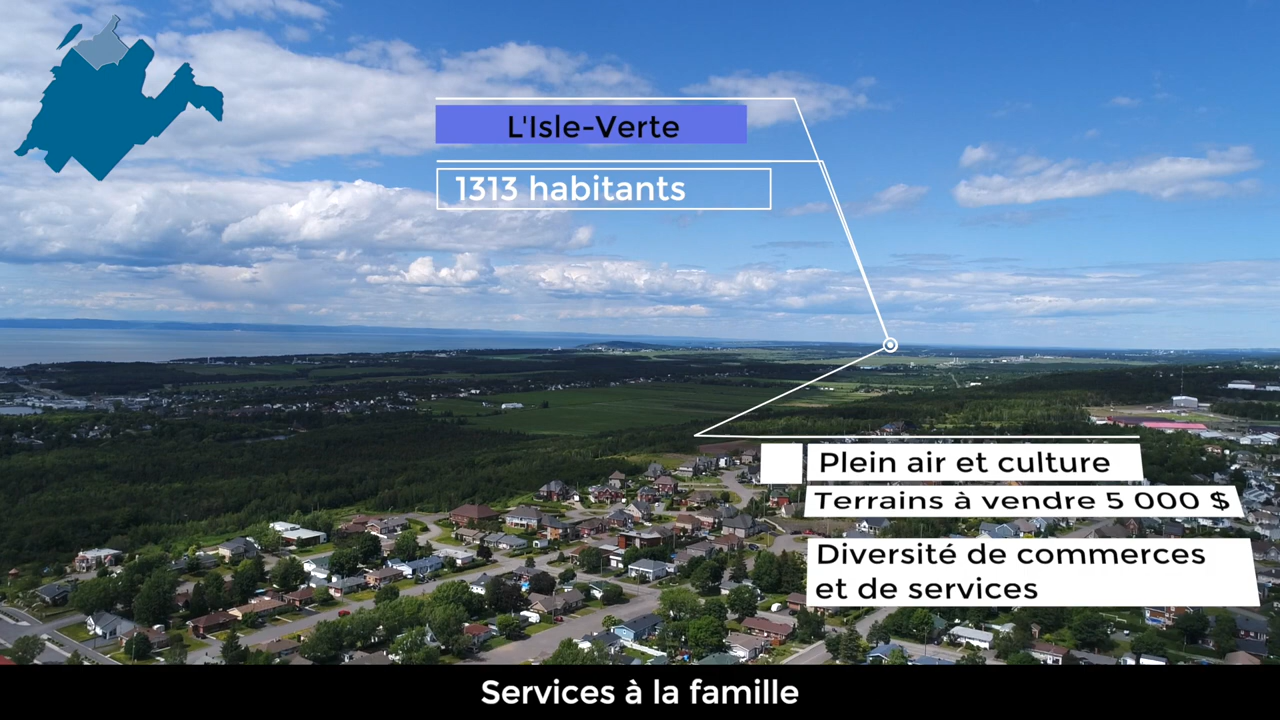 L'Isle-Verte
1313 habitants
Plein air et culture
Terrains à vendre 5 000 $
Diversité de commerces
et de services
Services à la famille